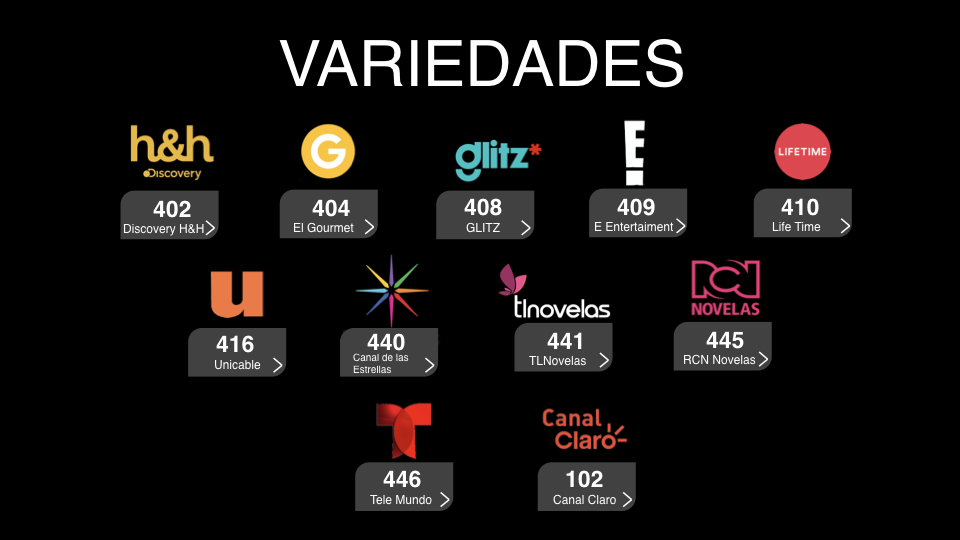 VARIEDADES
h&h
Discovery
402
Discovery H&H
G
404
El Gourmet
glitz*
408
GLITZ
E!
409
E Entertaiment
LIFETIME
410
Life Time
u
416
Unicable
440
Canal de las
Estrellas
tlnovelas
441
TLNovelas
RCN
NOVELAS
445
RCN Novelas
T
446
Tele Mundo
Canal
Claro
102
Canal Claro